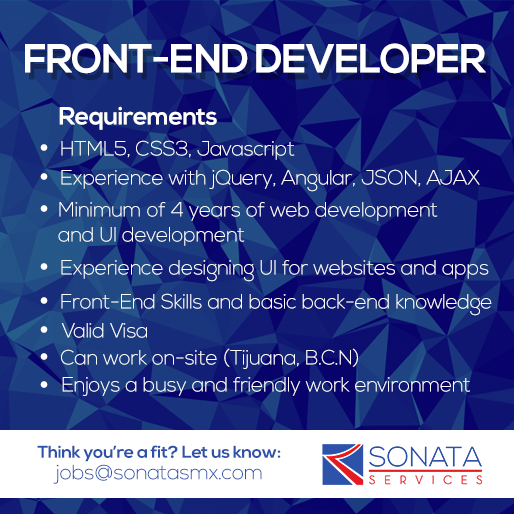 FRONT-END DEVELOPER
Requirements
• HTML5, CSS3, Javascript
• Experience with jQuery, Angular, JSON, AJAX
• Minimum of 4 years of web development
and UI development
• Experience designing UI for websites and apps
• Front-End Skills and basic back-end knowledge
• Valid Visa
• Can work on-site (Tijuana, B.C.N)
• Enjoys a busy and friendly work environment
Think you're a fit? Let us know:
jobs@sonatasmx.com
SONATA
SERVICES